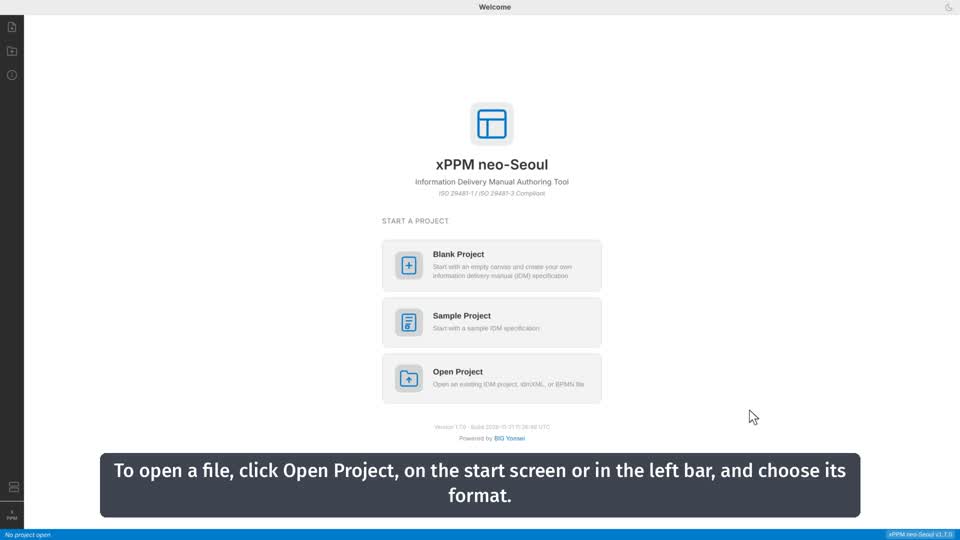 Welcome
xPPM neo-Seoul
Information Delivery Manual Authoring Tool
ISO 29481-1 / ISO 29481-3 Compliant
START A PROJECT
Blank Project
Start with an empty canvas and create your own
information delivery manual (IDM) specification
Sample Project
Start with a sample IDM specification
Open Project
Open an existing IDM project, idmXML, or BPMN file
Powered by BIG Yonsei
To open a file, click Open Project, on the start screen or in the left bar, and choose its
format.
PPM
No project open
xPPM neo-Seoul v1.7.0